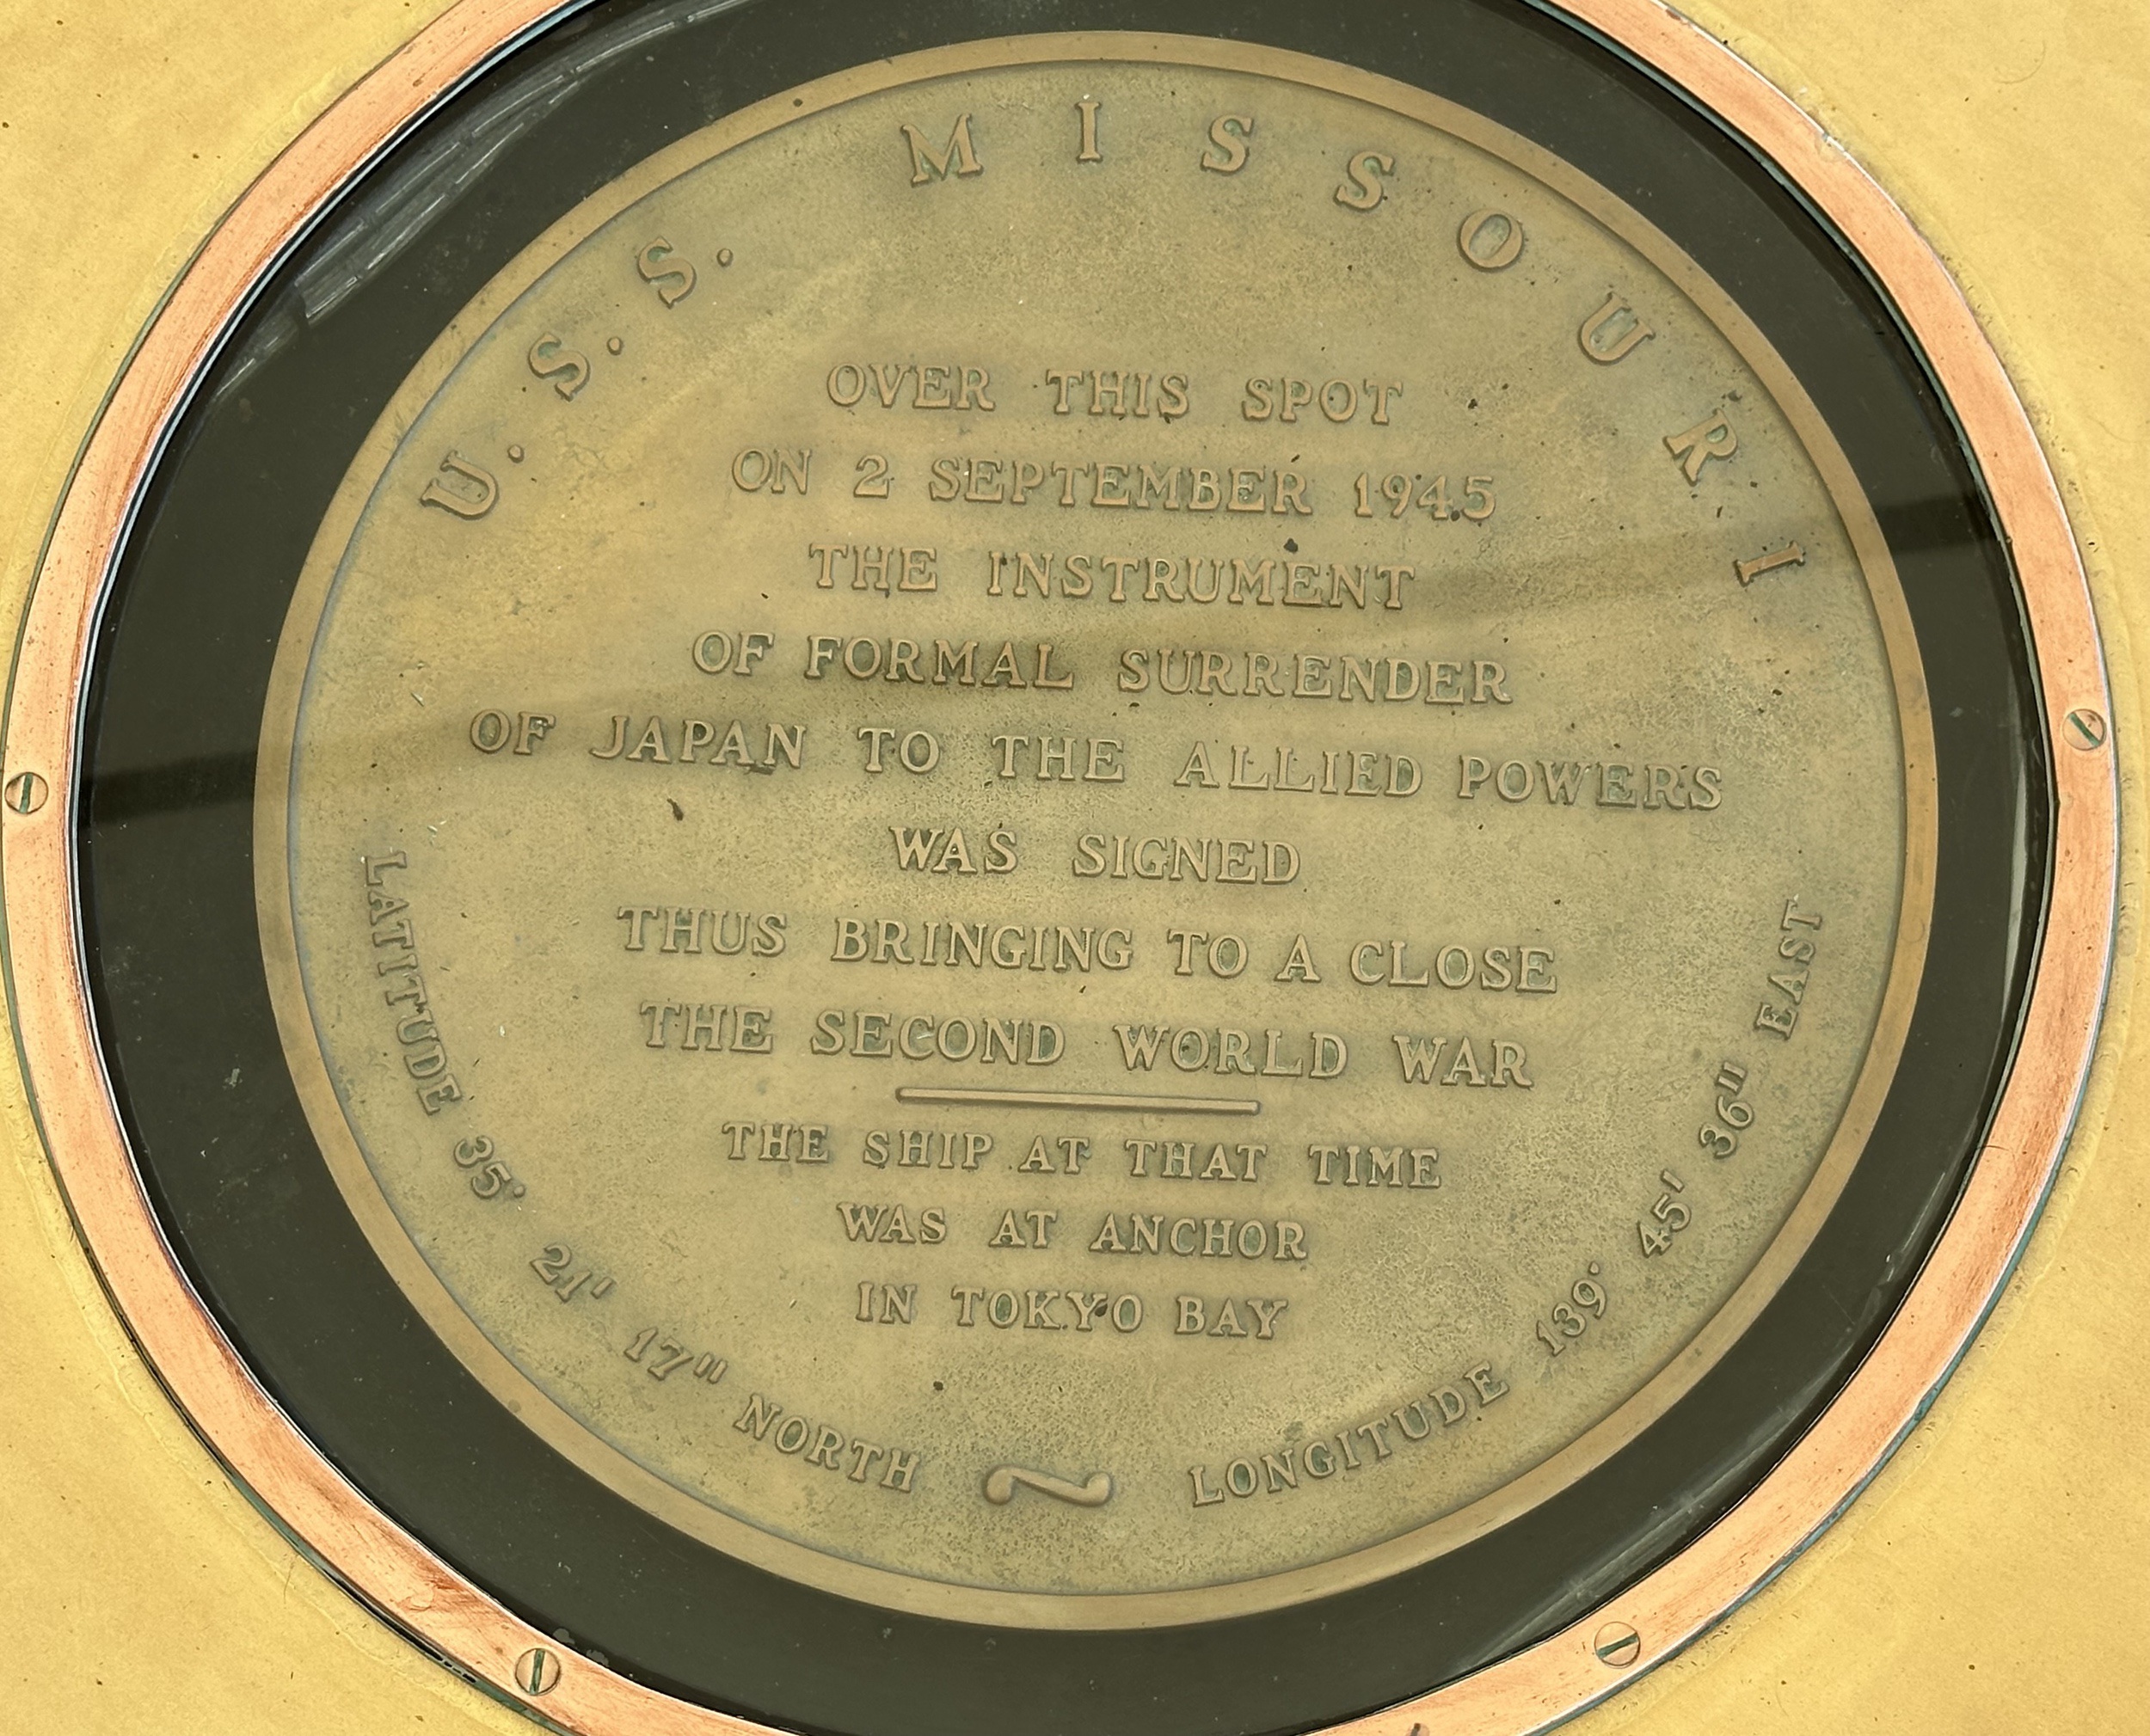 U.S.S. MISSOURI
OVER THIS SPOT
ON 2 SEPTEMBER 1945
THE INSTRUMENT
OF FORMAL SURRENDER
OF JAPAN TO THE ALLIED POWERS
WAS SIGNED
THUS BRINGING TO A CLOSE
THE SECOND WORLD WAR
THE SHIP AT THAT TIME
WAS AT ANCHOR
IN TOKYO BAY
LATITUDE 35° 21' 17" NORTH ~ LONGITUDE 139° 45' 36" EAST